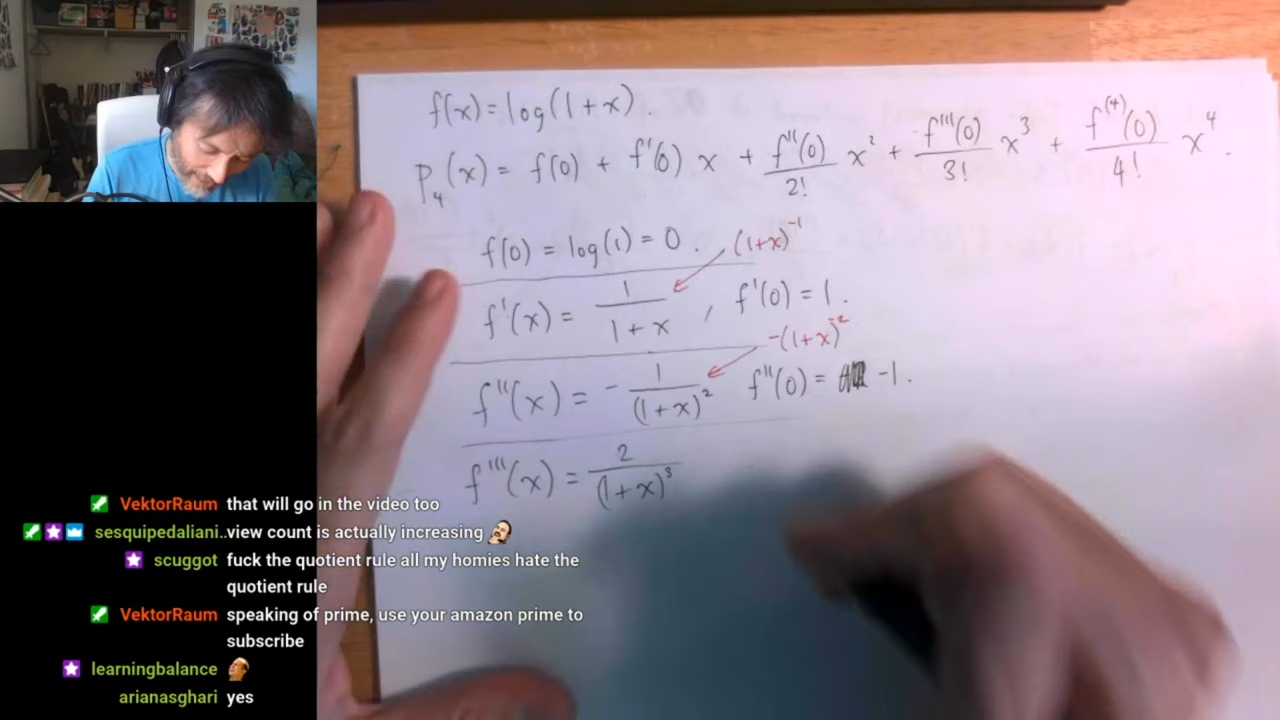 f(x) = log(1+x).
P₄(x) = f(0) + f'(0) x + f''(0)/2! x² + f'''(0)/3! x³ + f⁽⁴⁾(0)/4! x⁴.
f(0) = log(1) = 0. (1+x)⁻¹
f'(x) = 1/(1+x), f'(0) = 1.
-(1+x)⁻²
f''(x) = - 1/(1+x)² f''(0) = -1.
f'''(x) = 2/(1+x)³
VektorRaum that will go in the video too
sesquipedaliani.. view count is actually increasing
scuggot fuck the quotient rule all my homies hate the
quotient rule
VektorRaum speaking of prime, use your amazon prime to
subscribe
learningbalance
arianasghari yes